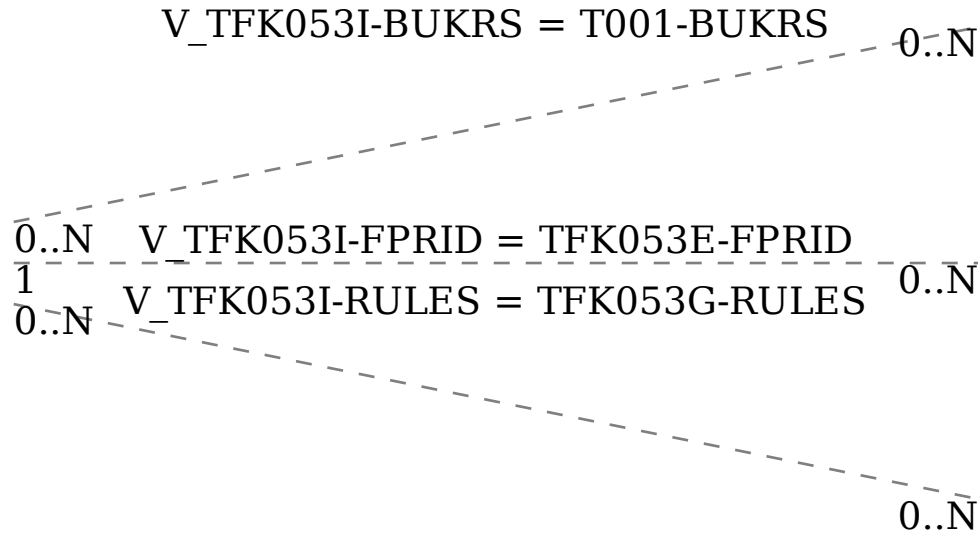 V_TFK053I-BUKRS = T001-BUKRS
0..N
0..N
V_TFK053I-FPRID = TFK053E-FPRID
1
0..N
V_TFK053I-RULES = TFK053G-RULES
0..N
0..N